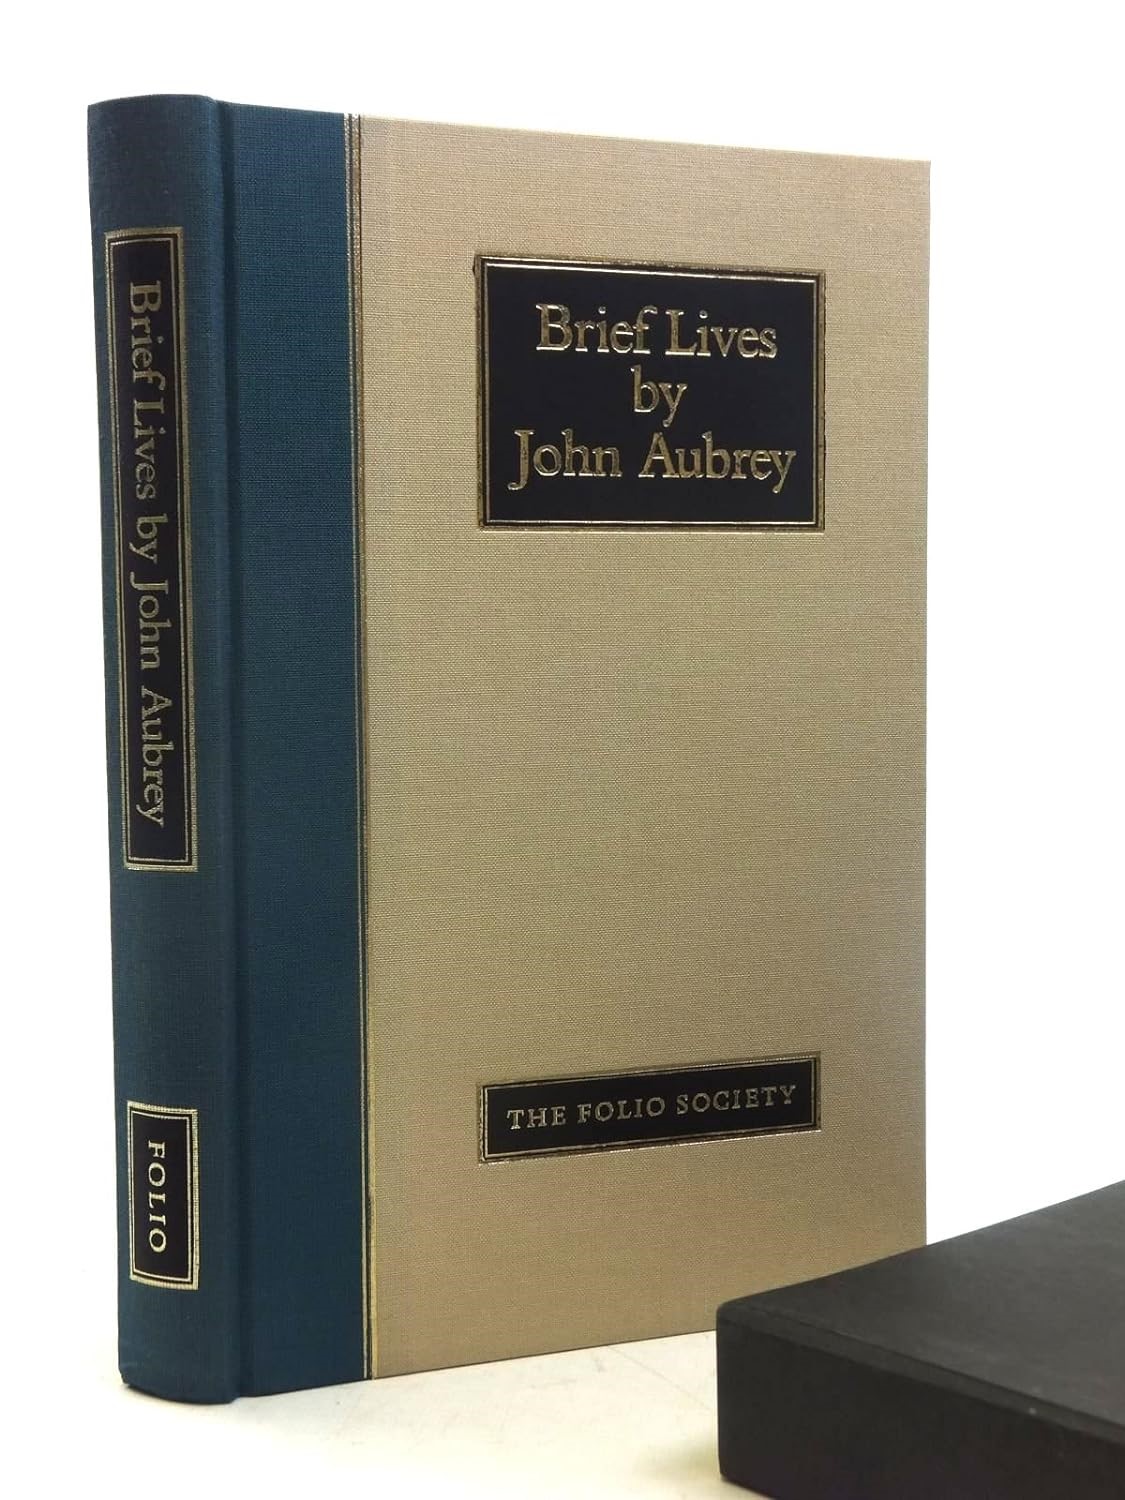 Brief Lives by John Aubrey
FOLIO
Brief Lives
by
John Aubrey
THE FOLIO SOCIETY